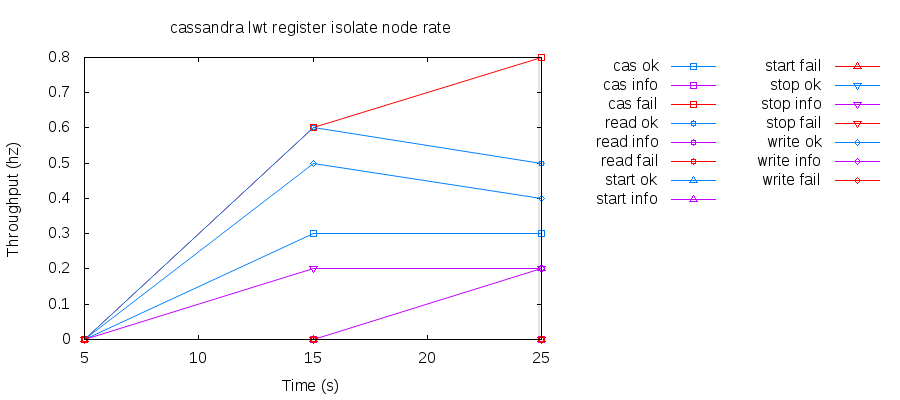 cassandra lwt register isolate node rate
0.8
0.7
0.6
0.5
0.4
0.3
0.2
0.1
0
5
10
15
20
25
Throughput (hz)
Time (s)
cas ok
cas info
cas fail
read ok
read info
read fail
start ok
start info
start fail
stop ok
stop info
stop fail
write ok
write info
write fail